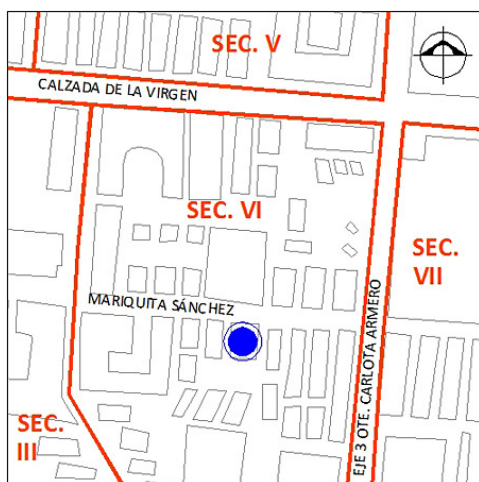 SEC. V
CALZADA DE LA VIRGEN
SEC. VI
SEC.
VII
MARIQUITA SÁNCHEZ
EJE 3 OTE. CARLOTA ARMERO
SEC.
III